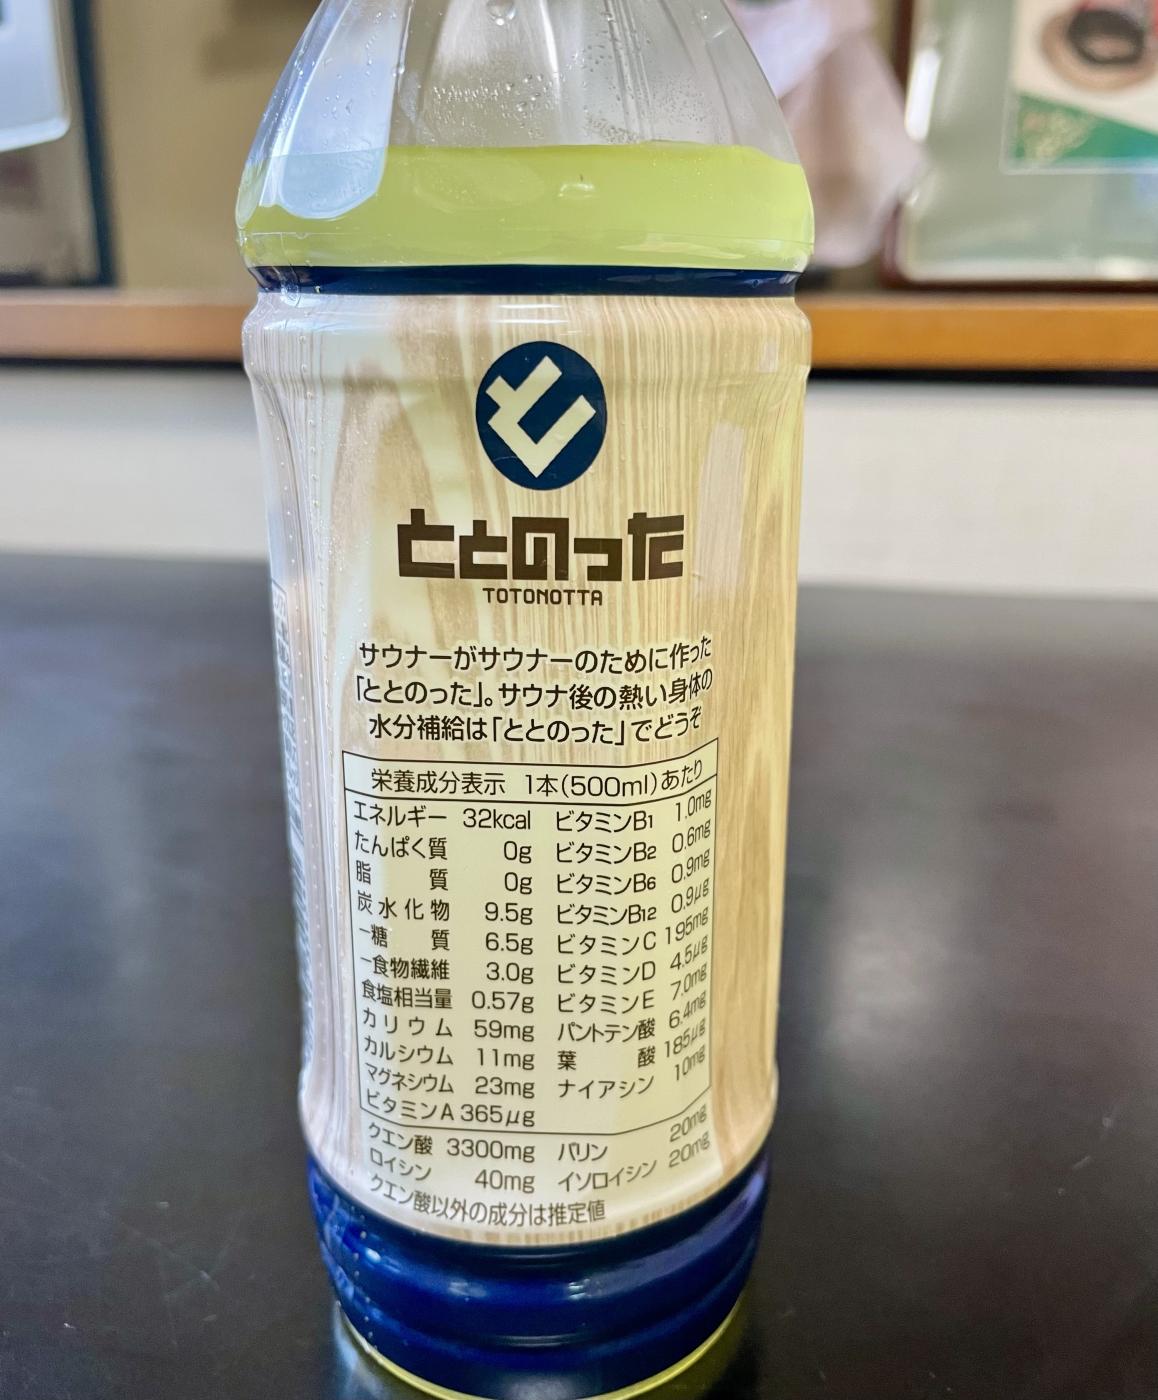 と
ととのった
TOTONOTTA
サウナーがサウナーのために作った
「ととのった」。サウナ後の熱い身体の
水分補給は「ととのった」でどうぞ
栄養成分表示 1本(500ml)あたり
エネルギー 32kcal ビタミンB1 1.0mg
たんぱく質 0g ビタミンB2 0.6mg
脂質 0g ビタミンB6 0.9mg
炭水化物 9.5g ビタミンB12 0.9μg
-糖質 6.5g ビタミンC 195mg
-食物繊維 3.0g ビタミンD 4.5μg
食塩相当量 0.57g ビタミンE 7.0mg
カリウム 59mg パントテン酸 6.4mg
カルシウム 11mg 葉酸 185μg
マグネシウム 23mg ナイアシン 10mg
ビタミンA 365μg
クエン酸 3300mg バリン 20mg
ロイシン 40mg イソロイシン 20mg
クエン酸以外の成分は推定値